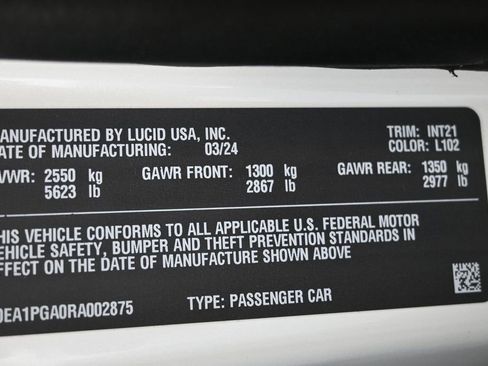 ANUFACTURED BY LUCID USA, INC. TRIM: INT21
ATE OF MANUFACTURING: 03/24 COLOR: L102
VWR: 2550 kg GAWR FRONT: 1300 kg GAWR REAR: 1350 kg
5623 lb 2867 lb 2977 lb
HIS VEHICLE CONFORMS TO ALL APPLICABLE U.S. FEDERAL MOTOR
EHICLE SAFETY, BUMPER AND THEFT PREVENTION STANDARDS IN
FFECT ON THE DATE OF MANUFACTURE SHOWN ABOVE
0EA1PGA0RA002875 TYPE: PASSENGER CAR